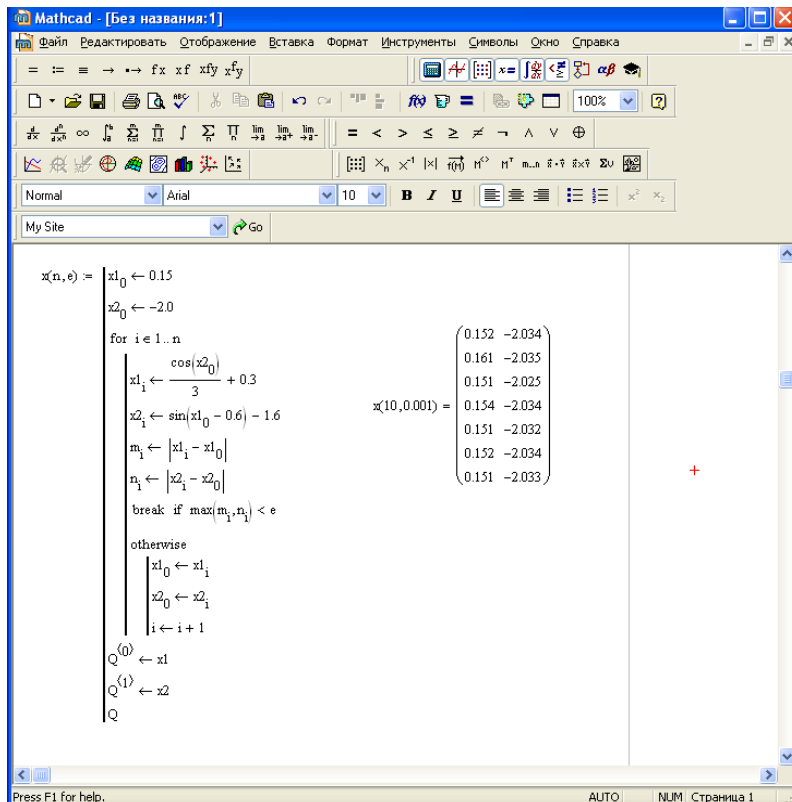 Mathcad - [Без названия:1]
Файл Редактировать Отображение Вставка Формат Инструменты Символы Окно Справка
= := ≡ → •→ fx xf xfy xfy
x= αβ
100%
= < > ≤ ≥ ≠ ¬ ∧ ∨ ⊕
Normal Arial 10 B I U
My Site Go
x(n,e) := x1₀ ← 0.15
x2₀ ← −2.0
for i ∈ 1.. n
x1ᵢ ← cos(x2₀)/3 + 0.3
x2ᵢ ← sin(x1₀ − 0.6) − 1.6
mᵢ ← |x1ᵢ − x1₀|
nᵢ ← |x2ᵢ − x2₀|
break if max(mᵢ,nᵢ) < e
otherwise
x1₀ ← x1ᵢ
x2₀ ← x2ᵢ
i ← i + 1
Q⟨0⟩ ← x1
Q⟨1⟩ ← x2
Q
x(10,0.001) =
0.152 −2.034
0.161 −2.035
0.151 −2.025
0.154 −2.034
0.151 −2.032
0.152 −2.034
0.151 −2.033
Press F1 for help. AUTO NUM Страница 1